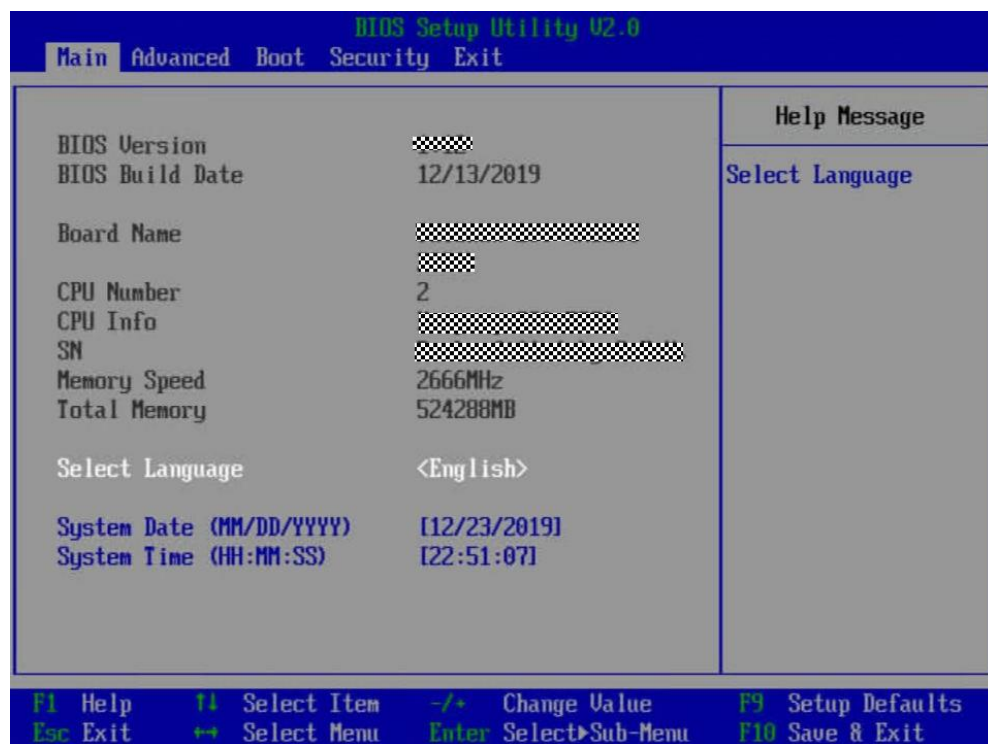 BIOS Setup Utility V2.0
Main Advanced Boot Security Exit
Help Message
Select Language
BIOS Version
BIOS Build Date 12/13/2019
Board Name
CPU Number 2
CPU Info
SN
Memory Speed 2666MHz
Total Memory 524288MB
Select Language <English>
System Date (MM/DD/YYYY) [12/23/2019]
System Time (HH:MM:SS) [22:51:07]
F1 Help ↑↓ Select Item -/+ Change Value F9 Setup Defaults
Esc Exit ←→ Select Menu Enter Select▶Sub-Menu F10 Save & Exit